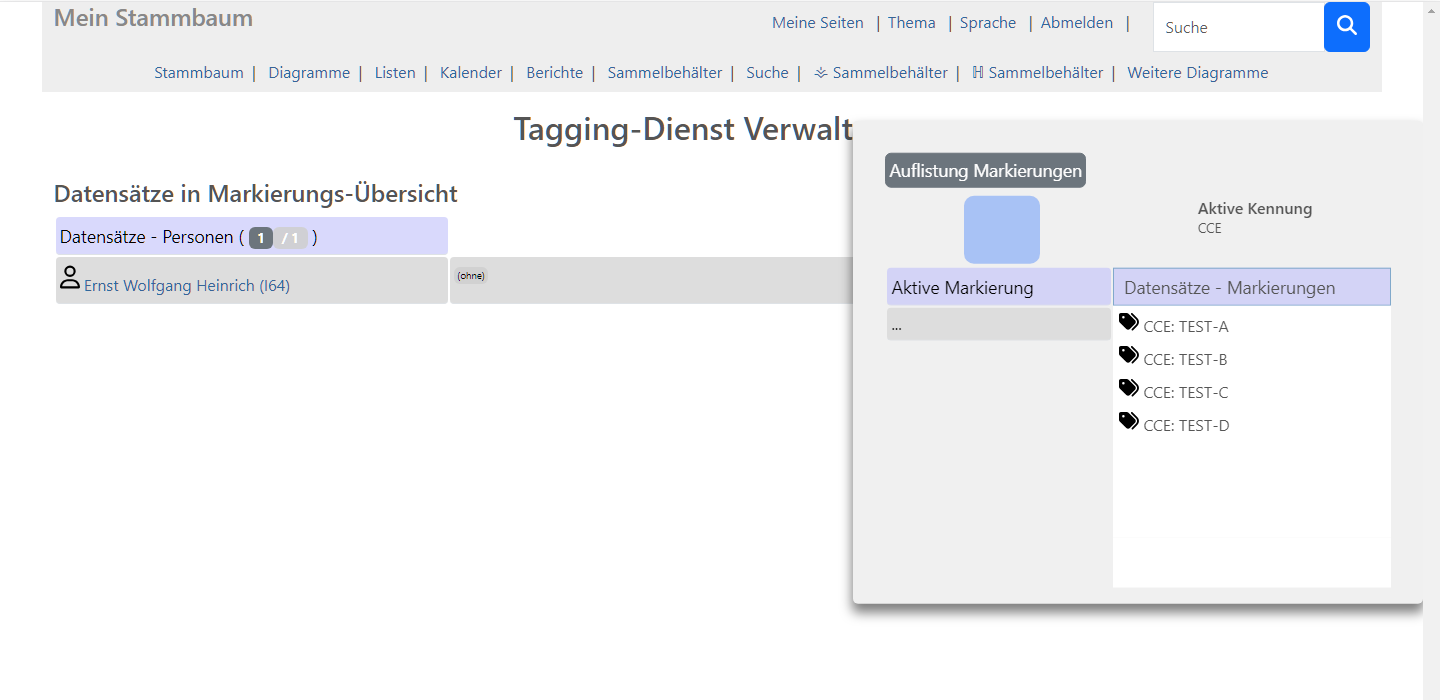 Mein Stammbaum
Meine Seiten | Thema | Sprache | Abmelden |
Suche
Stammbaum | Diagramme | Listen | Kalender | Berichte | Sammelbehälter | Suche | Sammelbehälter | ℍ Sammelbehälter | Weitere Diagramme
Tagging-Dienst Verwalt
Datensätze in Markierungs-Übersicht
Datensätze - Personen ( 1 / 1 )
Ernst Wolfgang Heinrich (I64)
(ohne)
Auflistung Markierungen
Aktive Kennung
CCE
Aktive Markierung
...
Datensätze - Markierungen
CCE: TEST-A
CCE: TEST-B
CCE: TEST-C
CCE: TEST-D